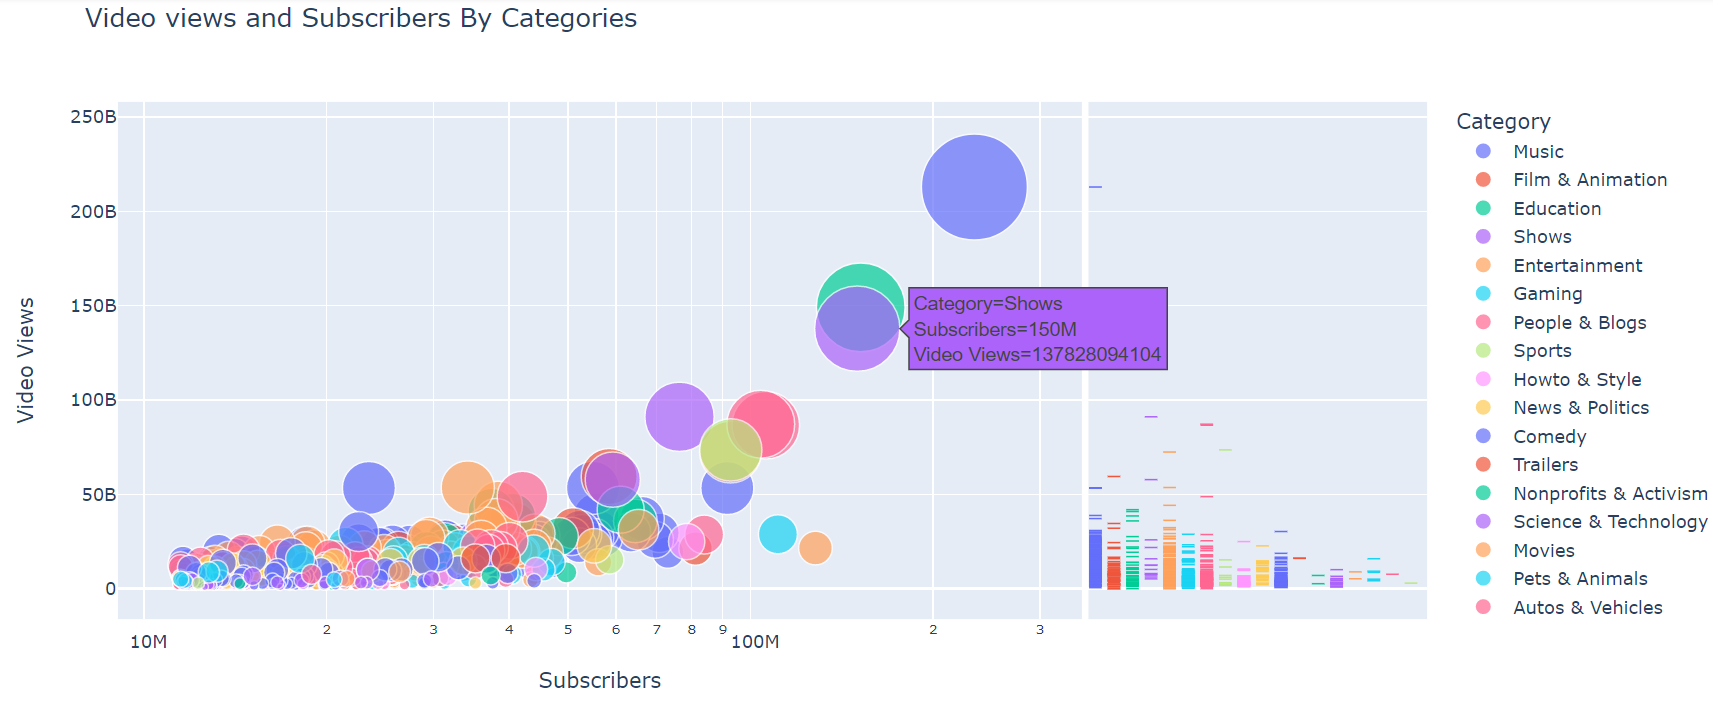 Video views and Subscribers By Categories
Video Views
250B
200B
150B
100B
50B
0
Category=Shows
Subscribers=150M
Video Views=137828094104
10M 2 3 4 5 6 7 8 9 100M 2 3
Subscribers
Category
Music
Film & Animation
Education
Shows
Entertainment
Gaming
People & Blogs
Sports
Howto & Style
News & Politics
Comedy
Trailers
Nonprofits & Activism
Science & Technology
Movies
Pets & Animals
Autos & Vehicles